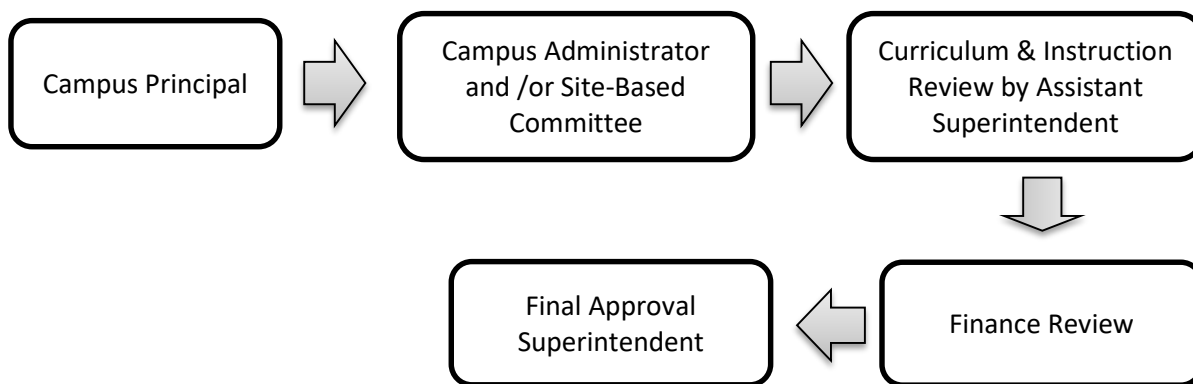 Campus Principal
Campus Administrator
and /or Site-Based
Committee
Curriculum & Instruction
Review by Assistant
Superintendent
Finance Review
Final Approval
Superintendent